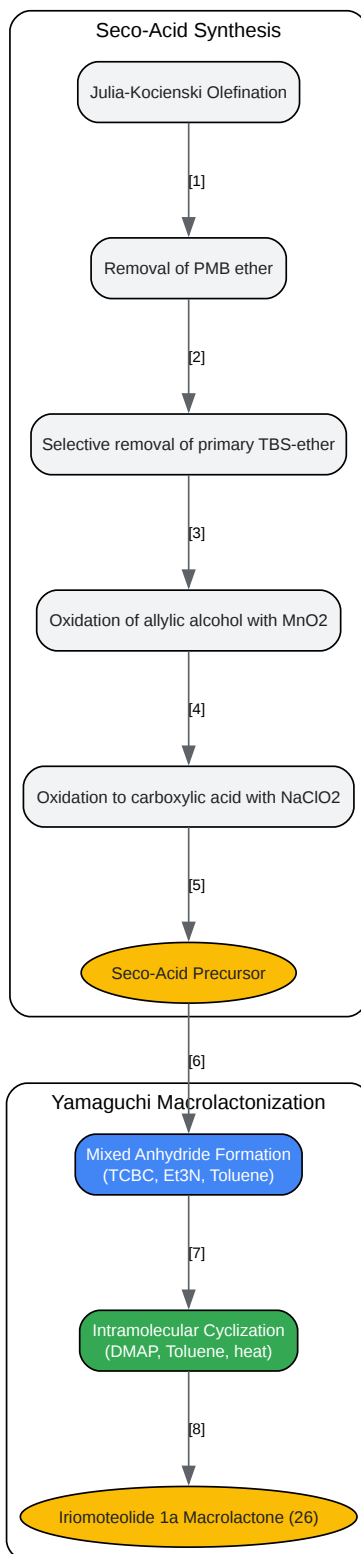 Seco-Acid Synthesis
Julia-Kocienski Olefination
[1]
Removal of PMB ether
[2]
Selective removal of primary TBS-ether
[3]
Oxidation of allylic alcohol with MnO2
[4]
Oxidation to carboxylic acid with NaClO2
[5]
Seco-Acid Precursor
[6]
Yamaguchi Macrolactonization
Mixed Anhydride Formation
(TCBC, Et3N, Toluene)
[7]
Intramolecular Cyclization
(DMAP, Toluene, heat)
[8]
Iriomoteolide 1a Macrolactone (26)